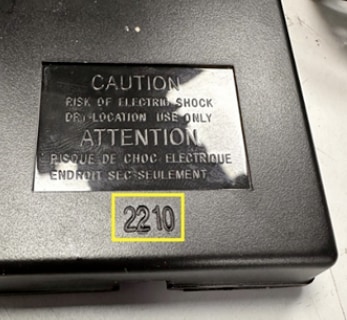 CAUTION
RISK OF ELECTRIC SHOCK
DRY LOCATION USE ONLY
ATTENTION
RISQUE DE CHOC ELECTRIQUE
ENDROIT SEC SEULEMENT
2210